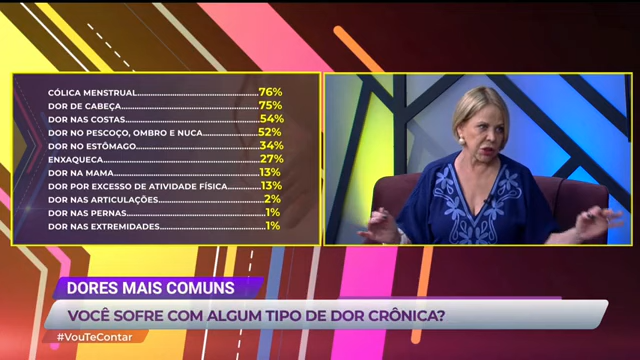 CÓLICA MENSTRUAL................................76%
DOR DE CABEÇA....................................75%
DOR NAS COSTAS..................................54%
DOR NO PESCOÇO, OMBRO E NUCA..........52%
DOR NO ESTÔMAGO..............................34%
ENXAQUECA..........................................27%
DOR NA MAMA......................................13%
DOR POR EXCESSO DE ATIVIDADE FÍSICA.......13%
DOR NAS ARTICULAÇÕES...........................2%
DOR NAS PERNAS.....................................1%
DOR NAS EXTREMIDADES...........................1%
DORES MAIS COMUNS
VOCÊ SOFRE COM ALGUM TIPO DE DOR CRÔNICA?
#VouTeContar